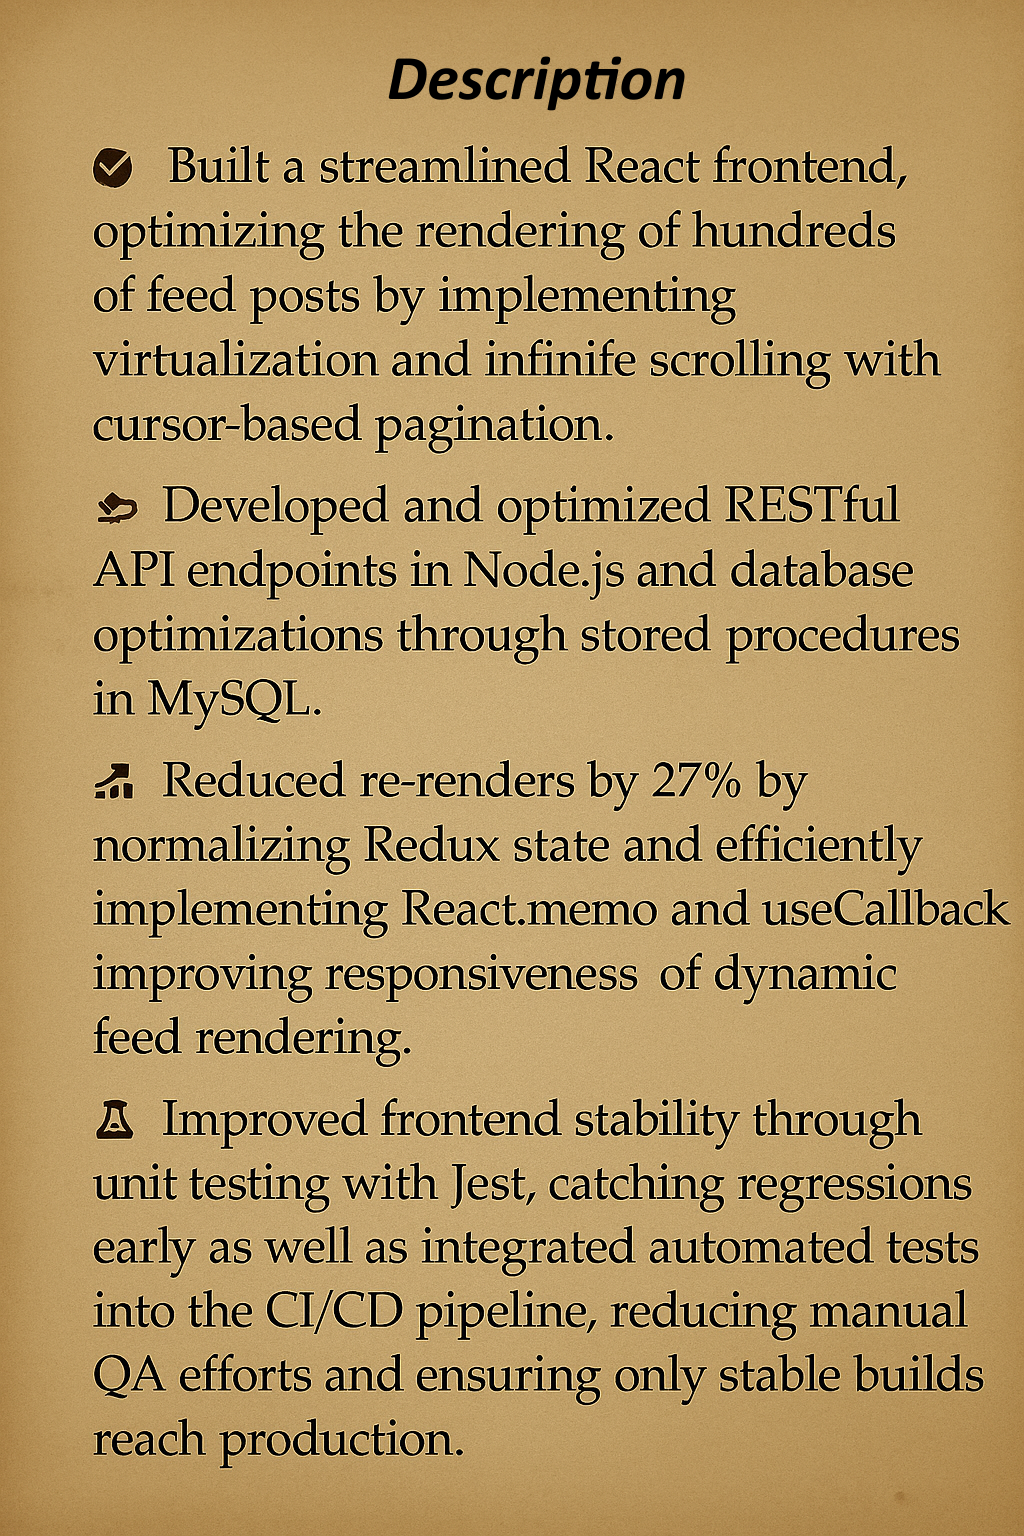 Description
Built a streamlined React frontend,
optimizing the rendering of hundreds
of feed posts by implementing
virtualization and infinife scrolling with
cursor-based pagination.
Developed and optimized RESTful
API endpoints in Node.js and database
optimizations through stored procedures
in MySQL.
Reduced re-renders by 27% by
normalizing Redux state and efficiently
implementing React.memo and useCallback
improving responsiveness of dynamic
feed rendering.
Improved frontend stability through
unit testing with Jest, catching regressions
early as well as integrated automated tests
into the CI/CD pipeline, reducing manual
QA efforts and ensuring only stable builds
reach production.